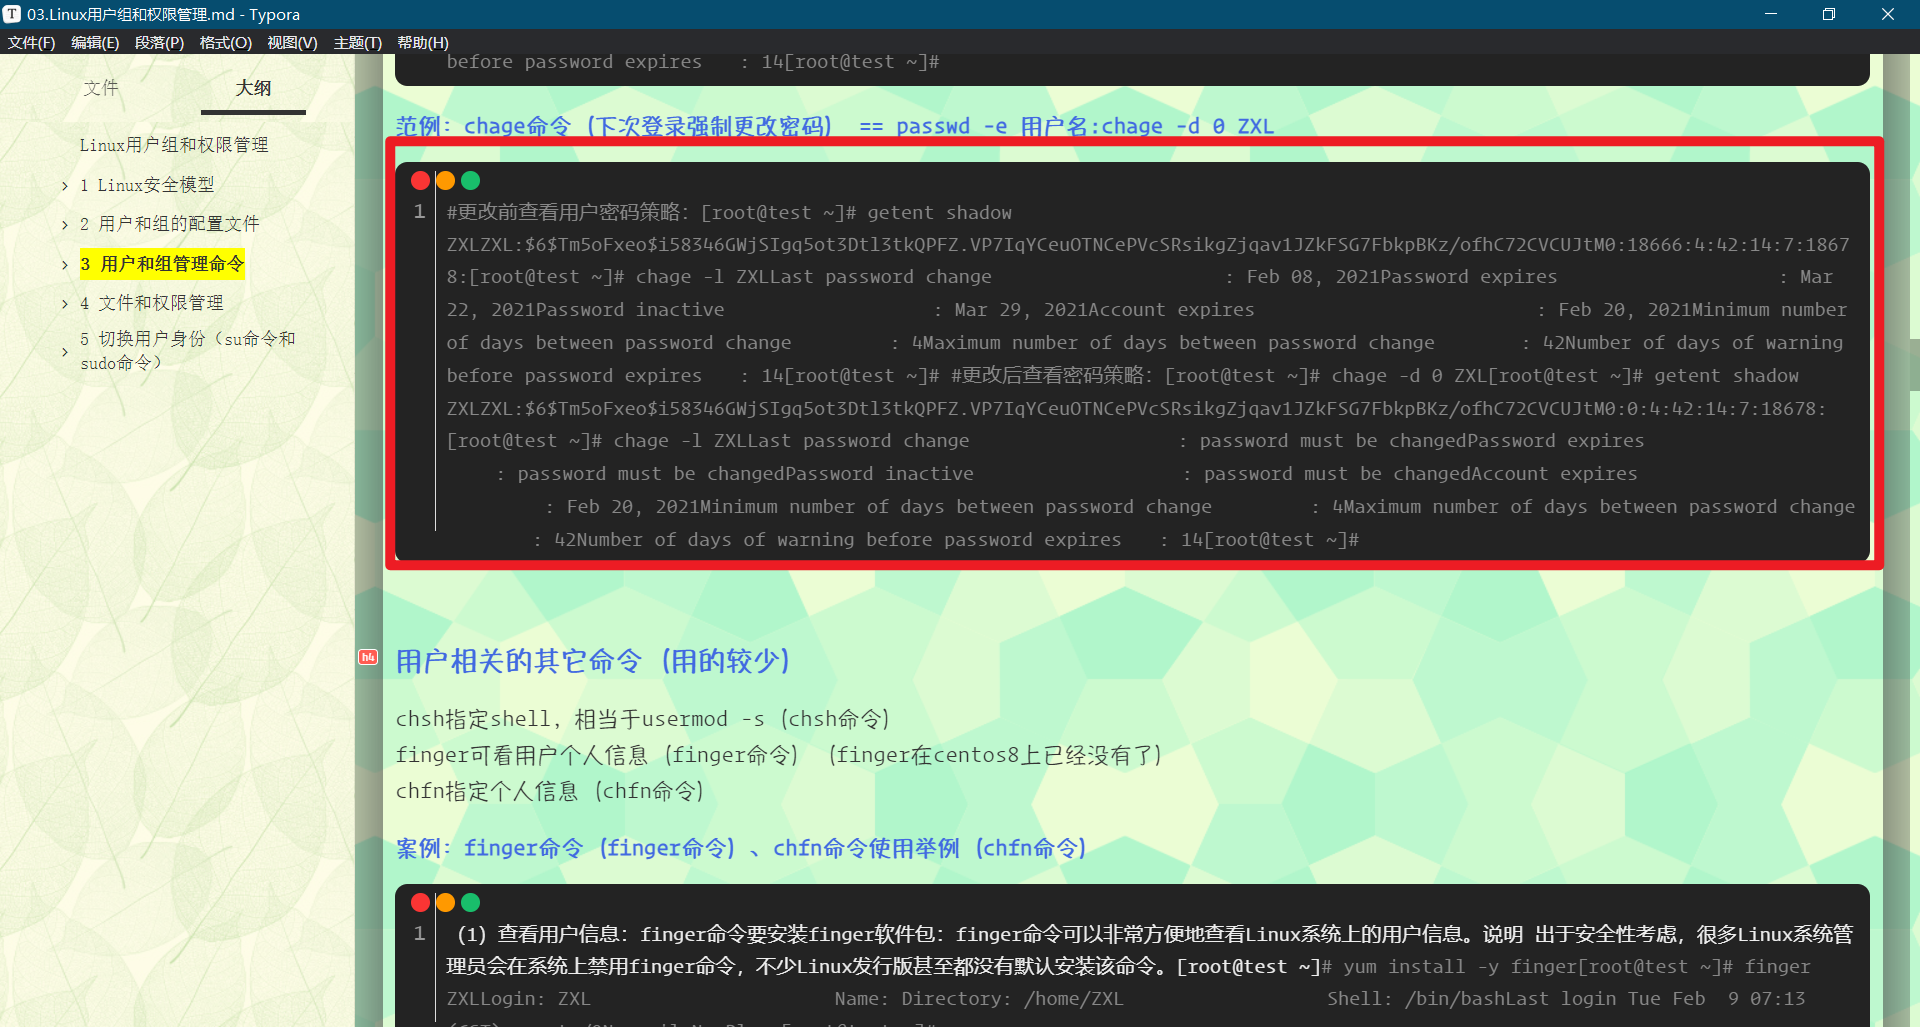 03.Linux用户组和权限管理.md - Typora
文件(F) 编辑(E) 段落(P) 格式(O) 视图(V) 主题(T) 帮助(H)
文件 大纲
Linux用户组和权限管理
1 Linux安全模型
2 用户和组的配置文件
3 用户和组管理命令
4 文件和权限管理
5 切换用户身份（su命令和
sudo命令）
before password expires : 14[root@test ~]#
范例：chage命令（下次登录强制更改密码） == passwd -e 用户名:chage -d 0 ZXL
1
#更改前查看用户密码策略：[root@test ~]# getent shadow
ZXLZXL:$6$Tm5oFxeo$i58346GWjSIgq5ot3Dtl3tkQPFZ.VP7IqYCeuOTNCePVcSRsikgZjqav1JZkFSG7FbkpBKz/ofhC72CVCUJtM0:18666:4:42:14:7:1867
8:[root@test ~]# chage -l ZXLLast password change : Feb 08, 2021Password expires : Mar
22, 2021Password inactive : Mar 29, 2021Account expires : Feb 20, 2021Minimum number
of days between password change : 4Maximum number of days between password change : 42Number of days of warning
before password expires : 14[root@test ~]# #更改后查看密码策略：[root@test ~]# chage -d 0 ZXL[root@test ~]# getent shadow
ZXLZXL:$6$Tm5oFxeo$i58346GWjSIgq5ot3Dtl3tkQPFZ.VP7IqYCeuOTNCePVcSRsikgZjqav1JZkFSG7FbkpBKz/ofhC72CVCUJtM0:0:4:42:14:7:18678:
[root@test ~]# chage -l ZXLLast password change : password must be changedPassword expires
: password must be changedPassword inactive : password must be changedAccount expires
: Feb 20, 2021Minimum number of days between password change : 4Maximum number of days between password change
: 42Number of days of warning before password expires : 14[root@test ~]#
h4
用户相关的其它命令（用的较少）
chsh指定shell，相当于usermod -s（chsh命令）
finger可看用户个人信息（finger命令）（finger在centos8上已经没有了）
chfn指定个人信息（chfn命令）
案例：finger命令（finger命令）、chfn命令使用举例（chfn命令）
1
（1）查看用户信息：finger命令要安装finger软件包：finger命令可以非常方便地查看Linux系统上的用户信息。说明 出于安全性考虑，很多Linux系统管
理员会在系统上禁用finger命令，不少Linux发行版甚至都没有默认安装该命令。[root@test ~]# yum install -y finger[root@test ~]# finger
ZXLLogin: ZXL Name: Directory: /home/ZXL Shell: /bin/bashLast login Tue Feb 9 07:13